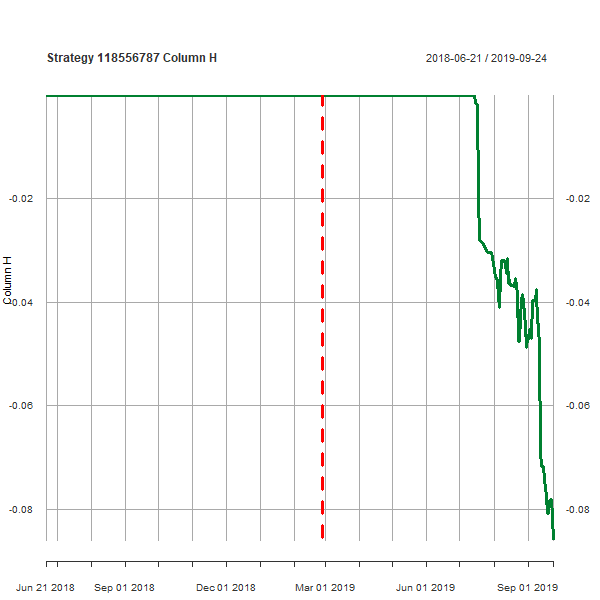 Strategy 118556787 Column H
2018-06-21 / 2019-09-24
-0.02
-0.02
Column H
-0.04
-0.04
-0.06
-0.06
-0.08
-0.08
Jun 21 2018
Sep 01 2018
Dec 01 2018
Mar 01 2019
Jun 01 2019
Sep 01 2019